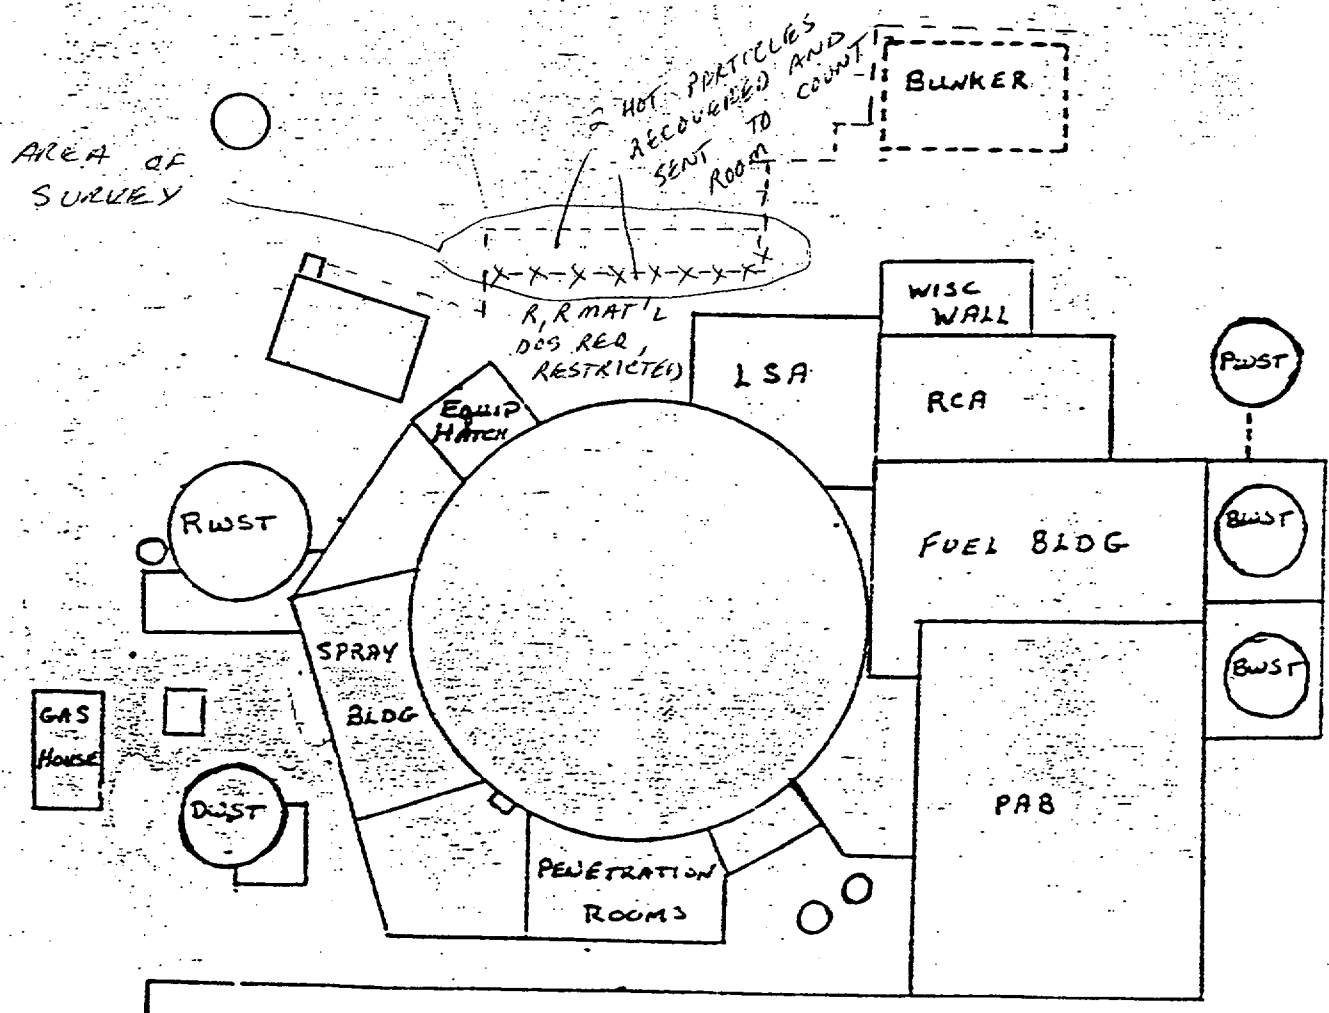 2 HOT PARTICLES
RECOVERED AND
SENT TO COUNT
ROOM
BUNKER
AREA OF
SURVEY
R, R MAT'L
DOS REQ,
RESTRICTED
WISC
WALL
LSA
RCA
PWST
EQUIP
HATCH
RWST
FUEL BLDG
BWST
SPRAY
BLDG
BWST
GAS
HOUSE
DWST
PAB
PENETRATION
ROOMS